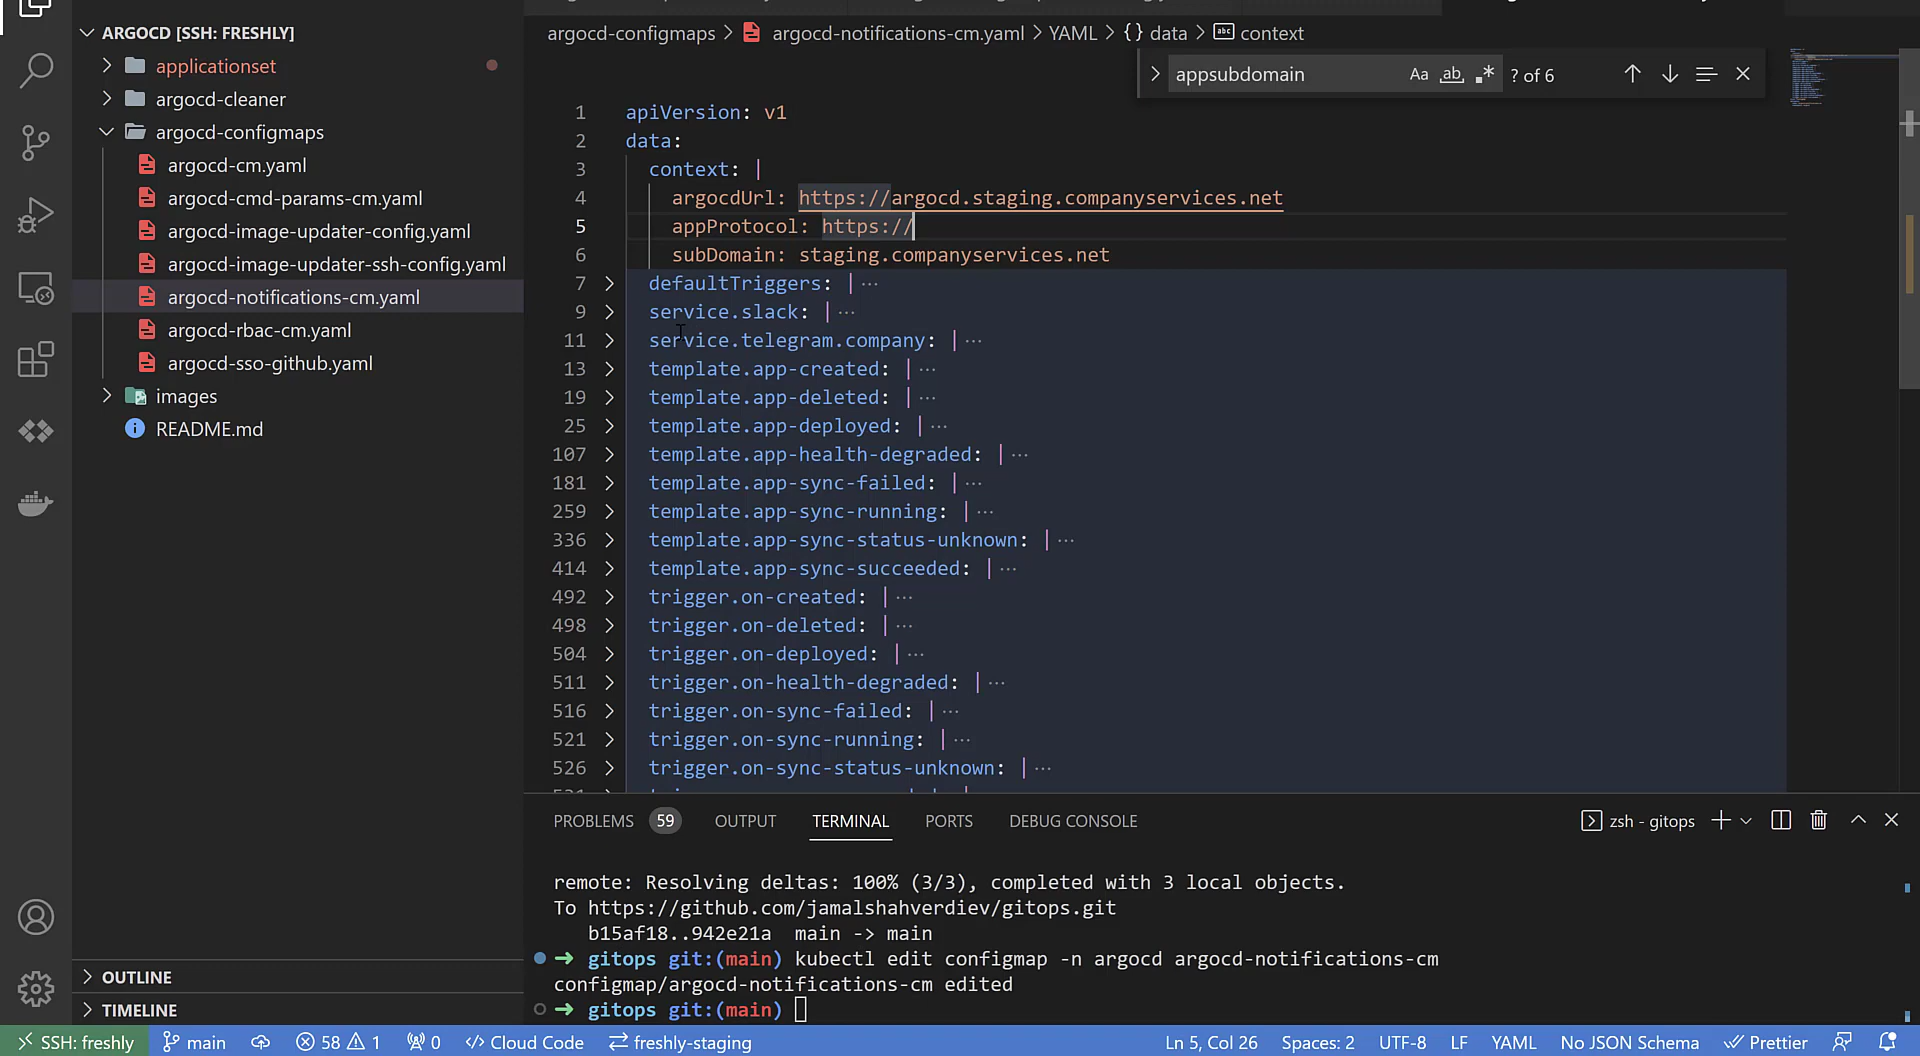 ARGOCD [SSH: FRESHLY]
applicationset
argocd-cleaner
argocd-configmaps
argocd-cm.yaml
argocd-cmd-params-cm.yaml
argocd-image-updater-config.yaml
argocd-image-updater-ssh-config.yaml
argocd-notifications-cm.yaml
argocd-rbac-cm.yaml
argocd-sso-github.yaml
images
README.md
OUTLINE
TIMELINE
argocd-configmaps > argocd-notifications-cm.yaml > YAML > {} data > abc context
appsubdomain Aa ab .* ? of 6
1 apiVersion: v1
2 data:
3 context: |
4 argocdUrl: https://argocd.staging.companyservices.net
5 appProtocol: https://
6 subDomain: staging.companyservices.net
7 > defaultTriggers: | ···
9 > service.slack: | ···
11 > service.telegram.company: | ···
13 > template.app-created: | ···
19 > template.app-deleted: | ···
25 > template.app-deployed: | ···
107 > template.app-health-degraded: | ···
181 > template.app-sync-failed: | ···
259 > template.app-sync-running: | ···
336 > template.app-sync-status-unknown: | ···
414 > template.app-sync-succeeded: | ···
492 > trigger.on-created: | ···
498 > trigger.on-deleted: | ···
504 > trigger.on-deployed: | ···
511 > trigger.on-health-degraded: | ···
516 > trigger.on-sync-failed: | ···
521 > trigger.on-sync-running: | ···
526 > trigger.on-sync-status-unknown: | ···
PROBLEMS 59 OUTPUT TERMINAL PORTS DEBUG CONSOLE zsh - gitops
remote: Resolving deltas: 100% (3/3), completed with 3 local objects.
To https://github.com/jamalshahverdiev/gitops.git
b15af18..942e21a main -> main
➜ gitops git:(main) kubectl edit configmap -n argocd argocd-notifications-cm
configmap/argocd-notifications-cm edited
➜ gitops git:(main)
SSH: freshly main 58 1 0 Cloud Code freshly-staging Ln 5, Col 26 Spaces: 2 UTF-8 LF YAML No JSON Schema Prettier